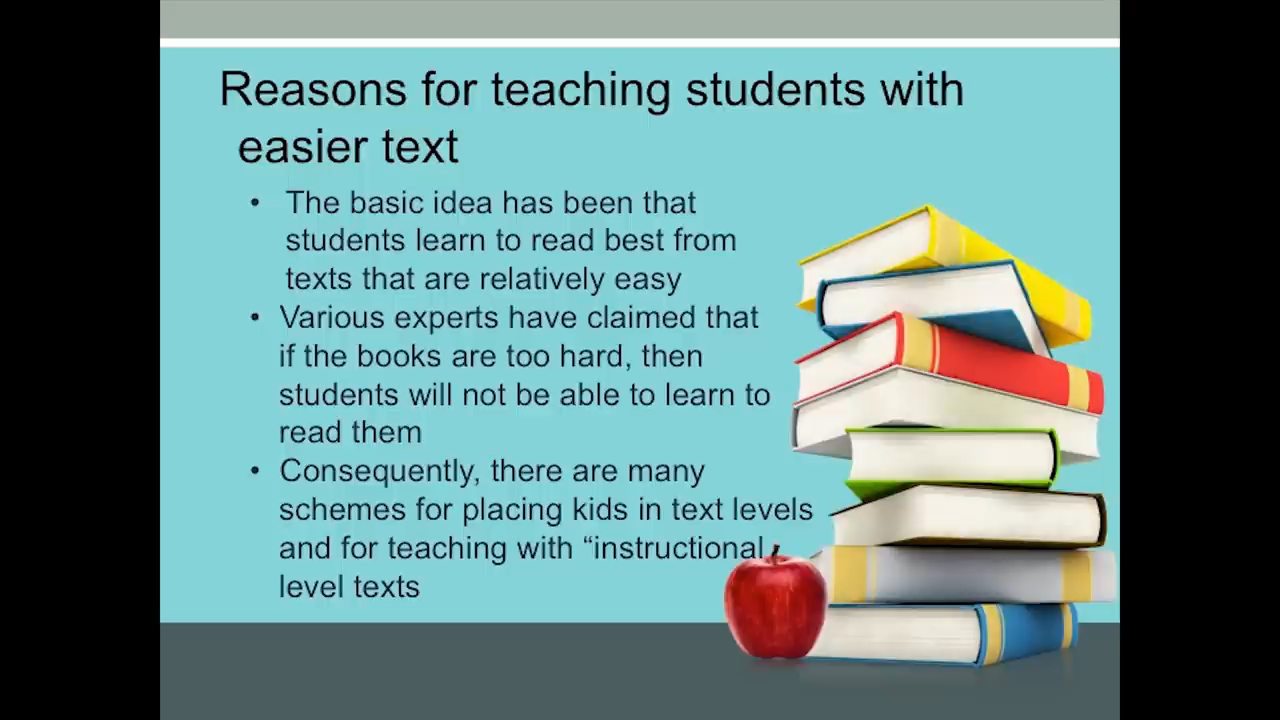 Reasons for teaching students with
easier text
• The basic idea has been that
students learn to read best from
texts that are relatively easy
• Various experts have claimed that
if the books are too hard, then
students will not be able to learn to
read them
• Consequently, there are many
schemes for placing kids in text levels
and for teaching with “instructional
level texts